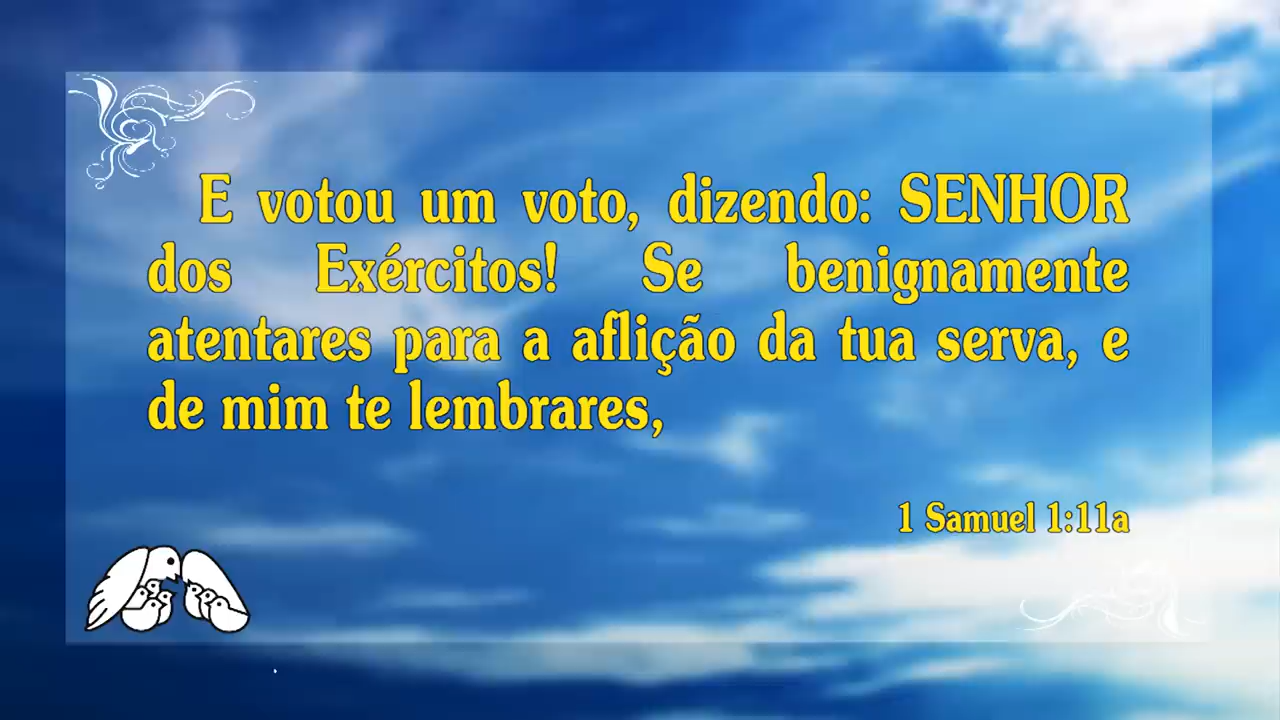 E votou um voto, dizendo: SENHOR
dos Exércitos! Se benignamente
atentares para a aflição da tua serva, e
de mim te lembrares,
1 Samuel 1:11a